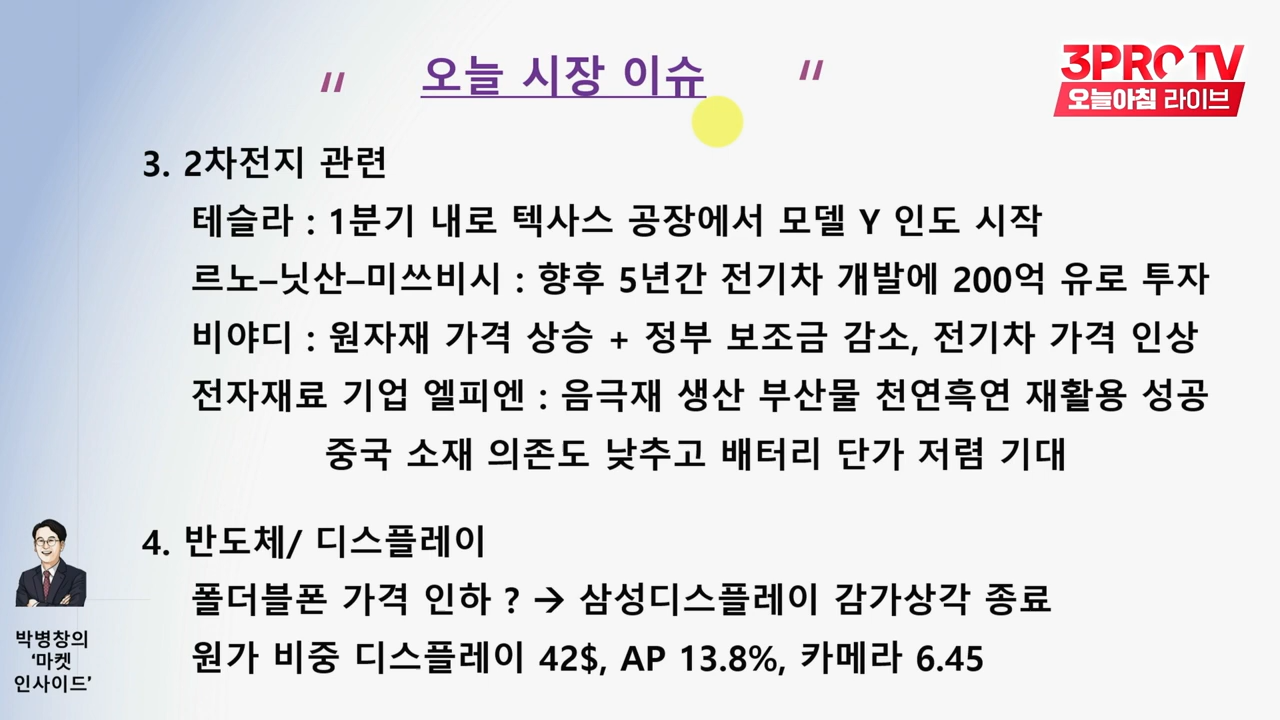 " 오늘 시장 이슈 "
3PROTV
오늘아침 라이브
3. 2차전지 관련
테슬라 : 1분기 내로 텍사스 공장에서 모델 Y 인도 시작
르노–닛산–미쓰비시 : 향후 5년간 전기차 개발에 200억 유로 투자
비야디 : 원자재 가격 상승 + 정부 보조금 감소, 전기차 가격 인상
전자재료 기업 엘피엔 : 음극재 생산 부산물 천연흑연 재활용 성공
중국 소재 의존도 낮추고 배터리 단가 저렴 기대
4. 반도체/ 디스플레이
폴더블폰 가격 인하 ? → 삼성디스플레이 감가상각 종료
원가 비중 디스플레이 42$, AP 13.8%, 카메라 6.45
박병창의
‘마켓
인사이드’